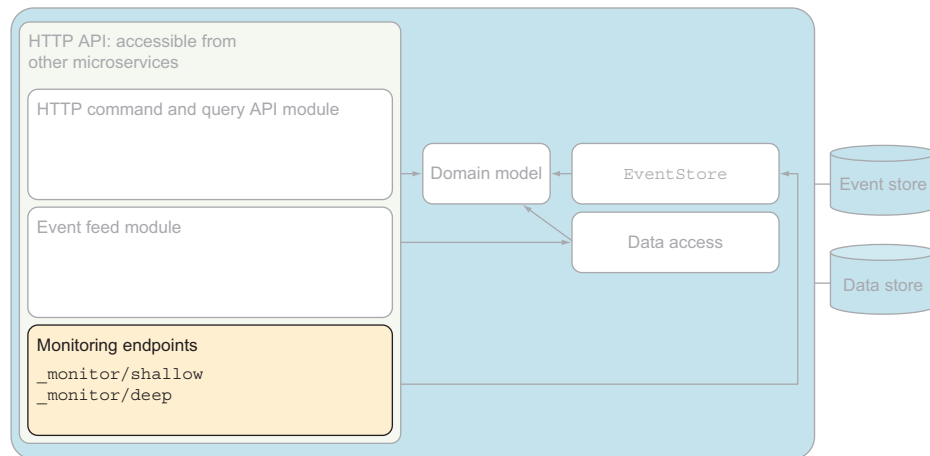 HTTP API: accessible from
other microservices
HTTP command and query API module
Event feed module
Monitoring endpoints
_monitor/shallow
_monitor/deep
Domain model
EventStore
Data access
Event store
Data store